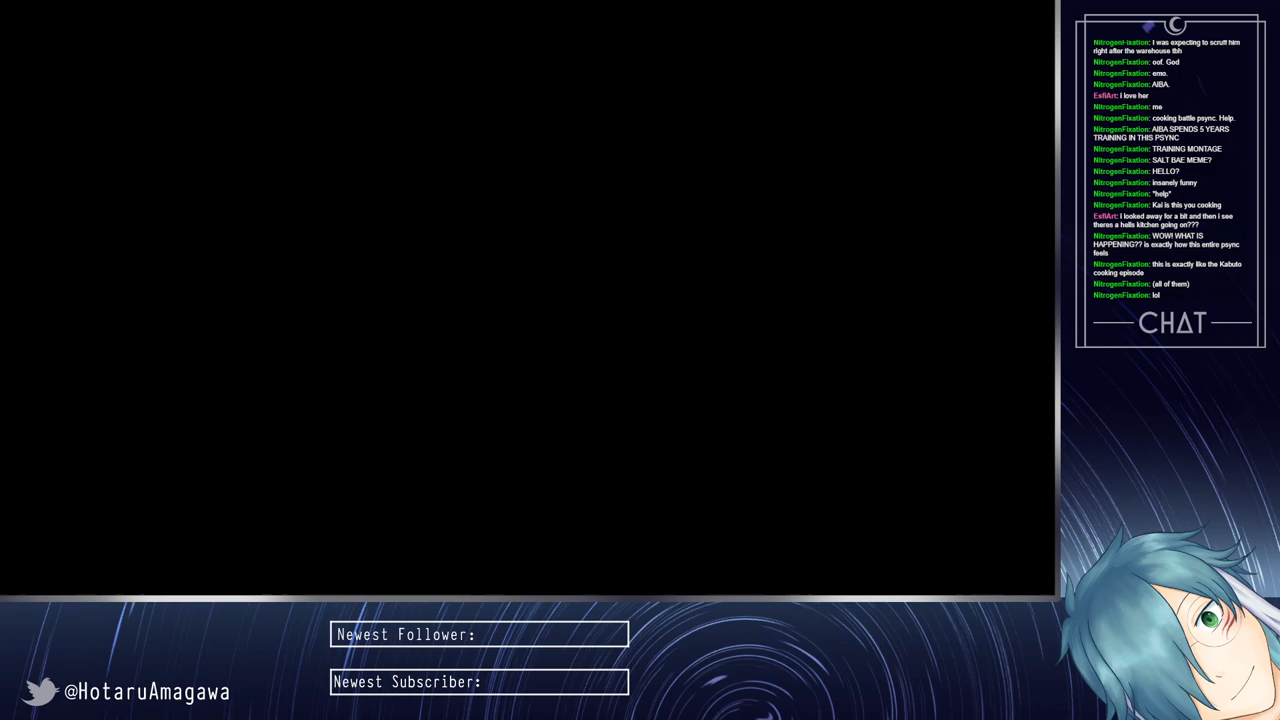 NitrogenFixation: I was expecting to scruff him
right after the warehouse tbh
NitrogenFixation: oof. God
NitrogenFixation: emo.
NitrogenFixation: AIBA.
EsfiArt: i love her
NitrogenFixation: me
NitrogenFixation: cooking battle psync. Help.
NitrogenFixation: AIBA SPENDS 5 YEARS
TRAINING IN THIS PSYNC
NitrogenFixation: TRAINING MONTAGE
NitrogenFixation: SALT BAE MEME?
NitrogenFixation: HELLO?
NitrogenFixation: insanely funny
NitrogenFixation: *help*
NitrogenFixation: Kai is this you cooking
EsfiArt: i looked away for a bit and then i see
theres a hells kitchen going on???
NitrogenFixation: WOW! WHAT IS
HAPPENING?? is exactly how this entire psync
feels
NitrogenFixation: this is exactly like the Kabuto
cooking episode
NitrogenFixation: (all of them)
NitrogenFixation: lol
CHAT
Newest Follower:
Newest Subscriber:
@HotaruAmagawa